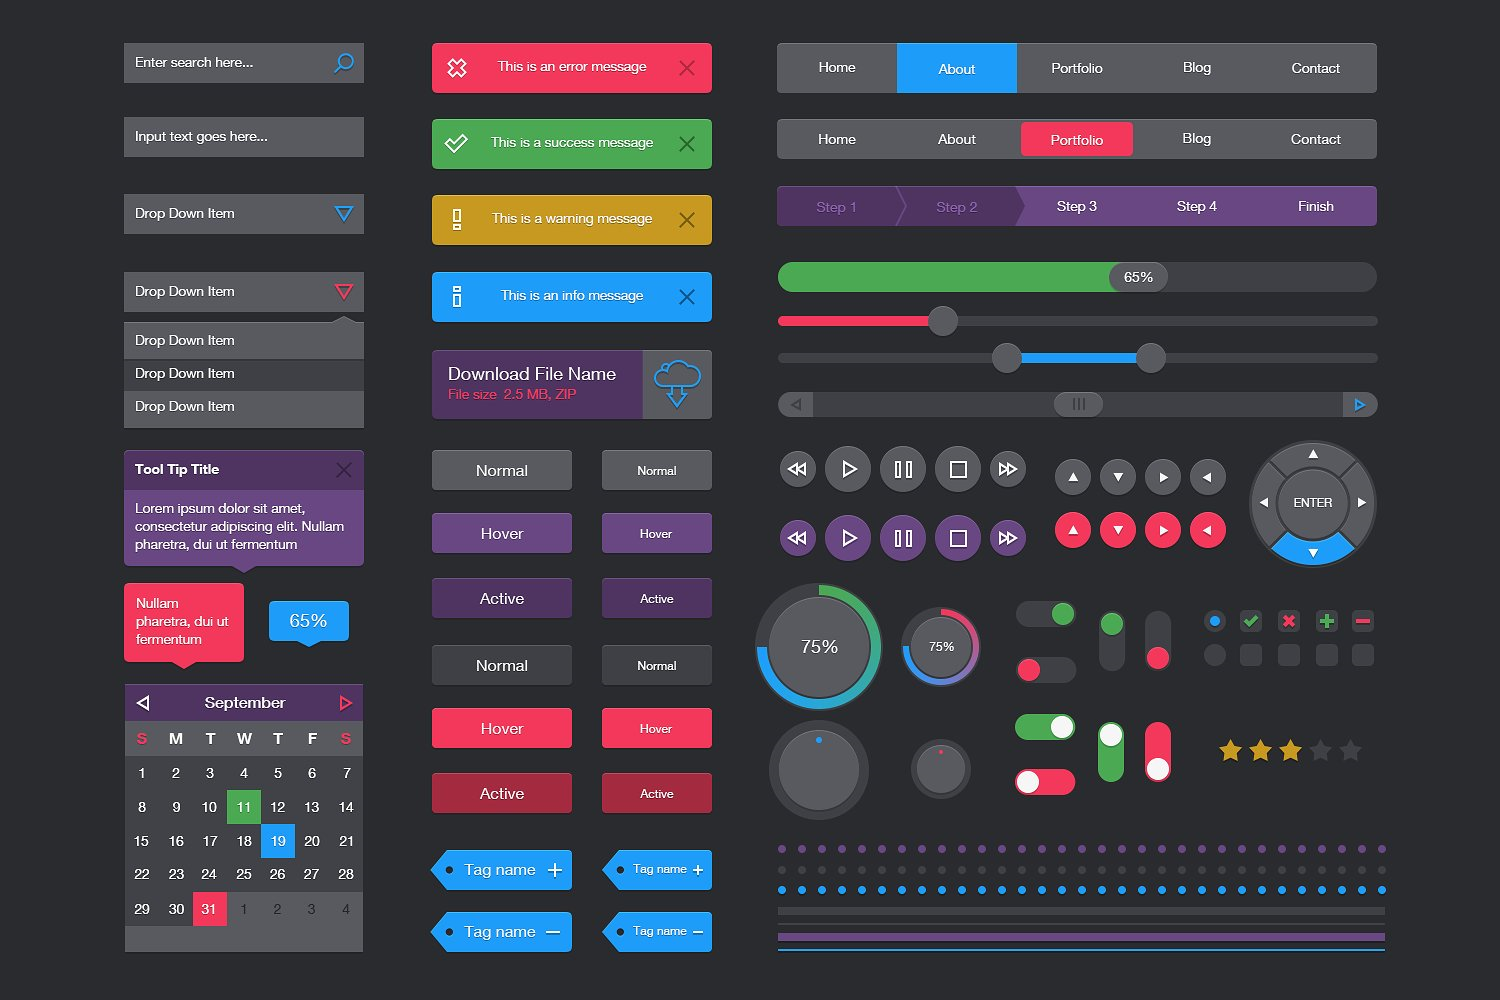 Enter search here...
Input text goes here...
Drop Down Item
Drop Down Item
Drop Down Item
Drop Down Item
Drop Down Item
Tool Tip Title
Lorem ipsum dolor sit amet,
consectetur adipiscing elit. Nullam
pharetra, dui ut fermentum
Nullam
pharetra, dui ut
fermentum
65%
September
S M T W T F S
1 2 3 4 5 6 7
8 9 10 11 12 13 14
15 16 17 18 19 20 21
22 23 24 25 26 27 28
29 30 31 1 2 3 4
This is an error message
This is a success message
This is a warning message
This is an info message
Download File Name
File size 2.5 MB, ZIP
Normal Normal
Hover Hover
Active Active
Normal Normal
Hover Hover
Active Active
Tag name Tag name
Tag name Tag name
Home About Portfolio Blog Contact
Home About Portfolio Blog Contact
Step 1 Step 2 Step 3 Step 4 Finish
65%
ENTER
75% 75%